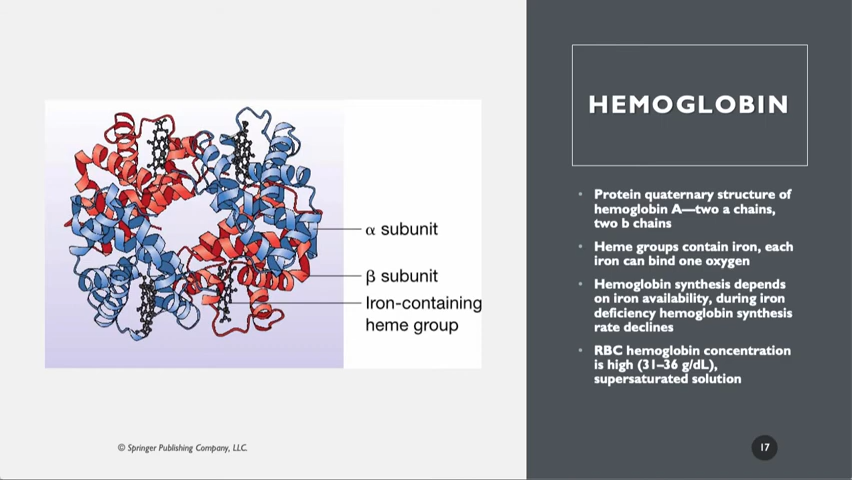 HEMOGLOBIN
α subunit
β subunit
Iron-containing
heme group
• Protein quaternary structure of
hemoglobin A—two a chains,
two b chains
• Heme groups contain iron, each
iron can bind one oxygen
• Hemoglobin synthesis depends
on iron availability, during iron
deficiency hemoglobin synthesis
rate declines
• RBC hemoglobin concentration
is high (31–36 g/dL),
supersaturated solution
© Springer Publishing Company, LLC.
17